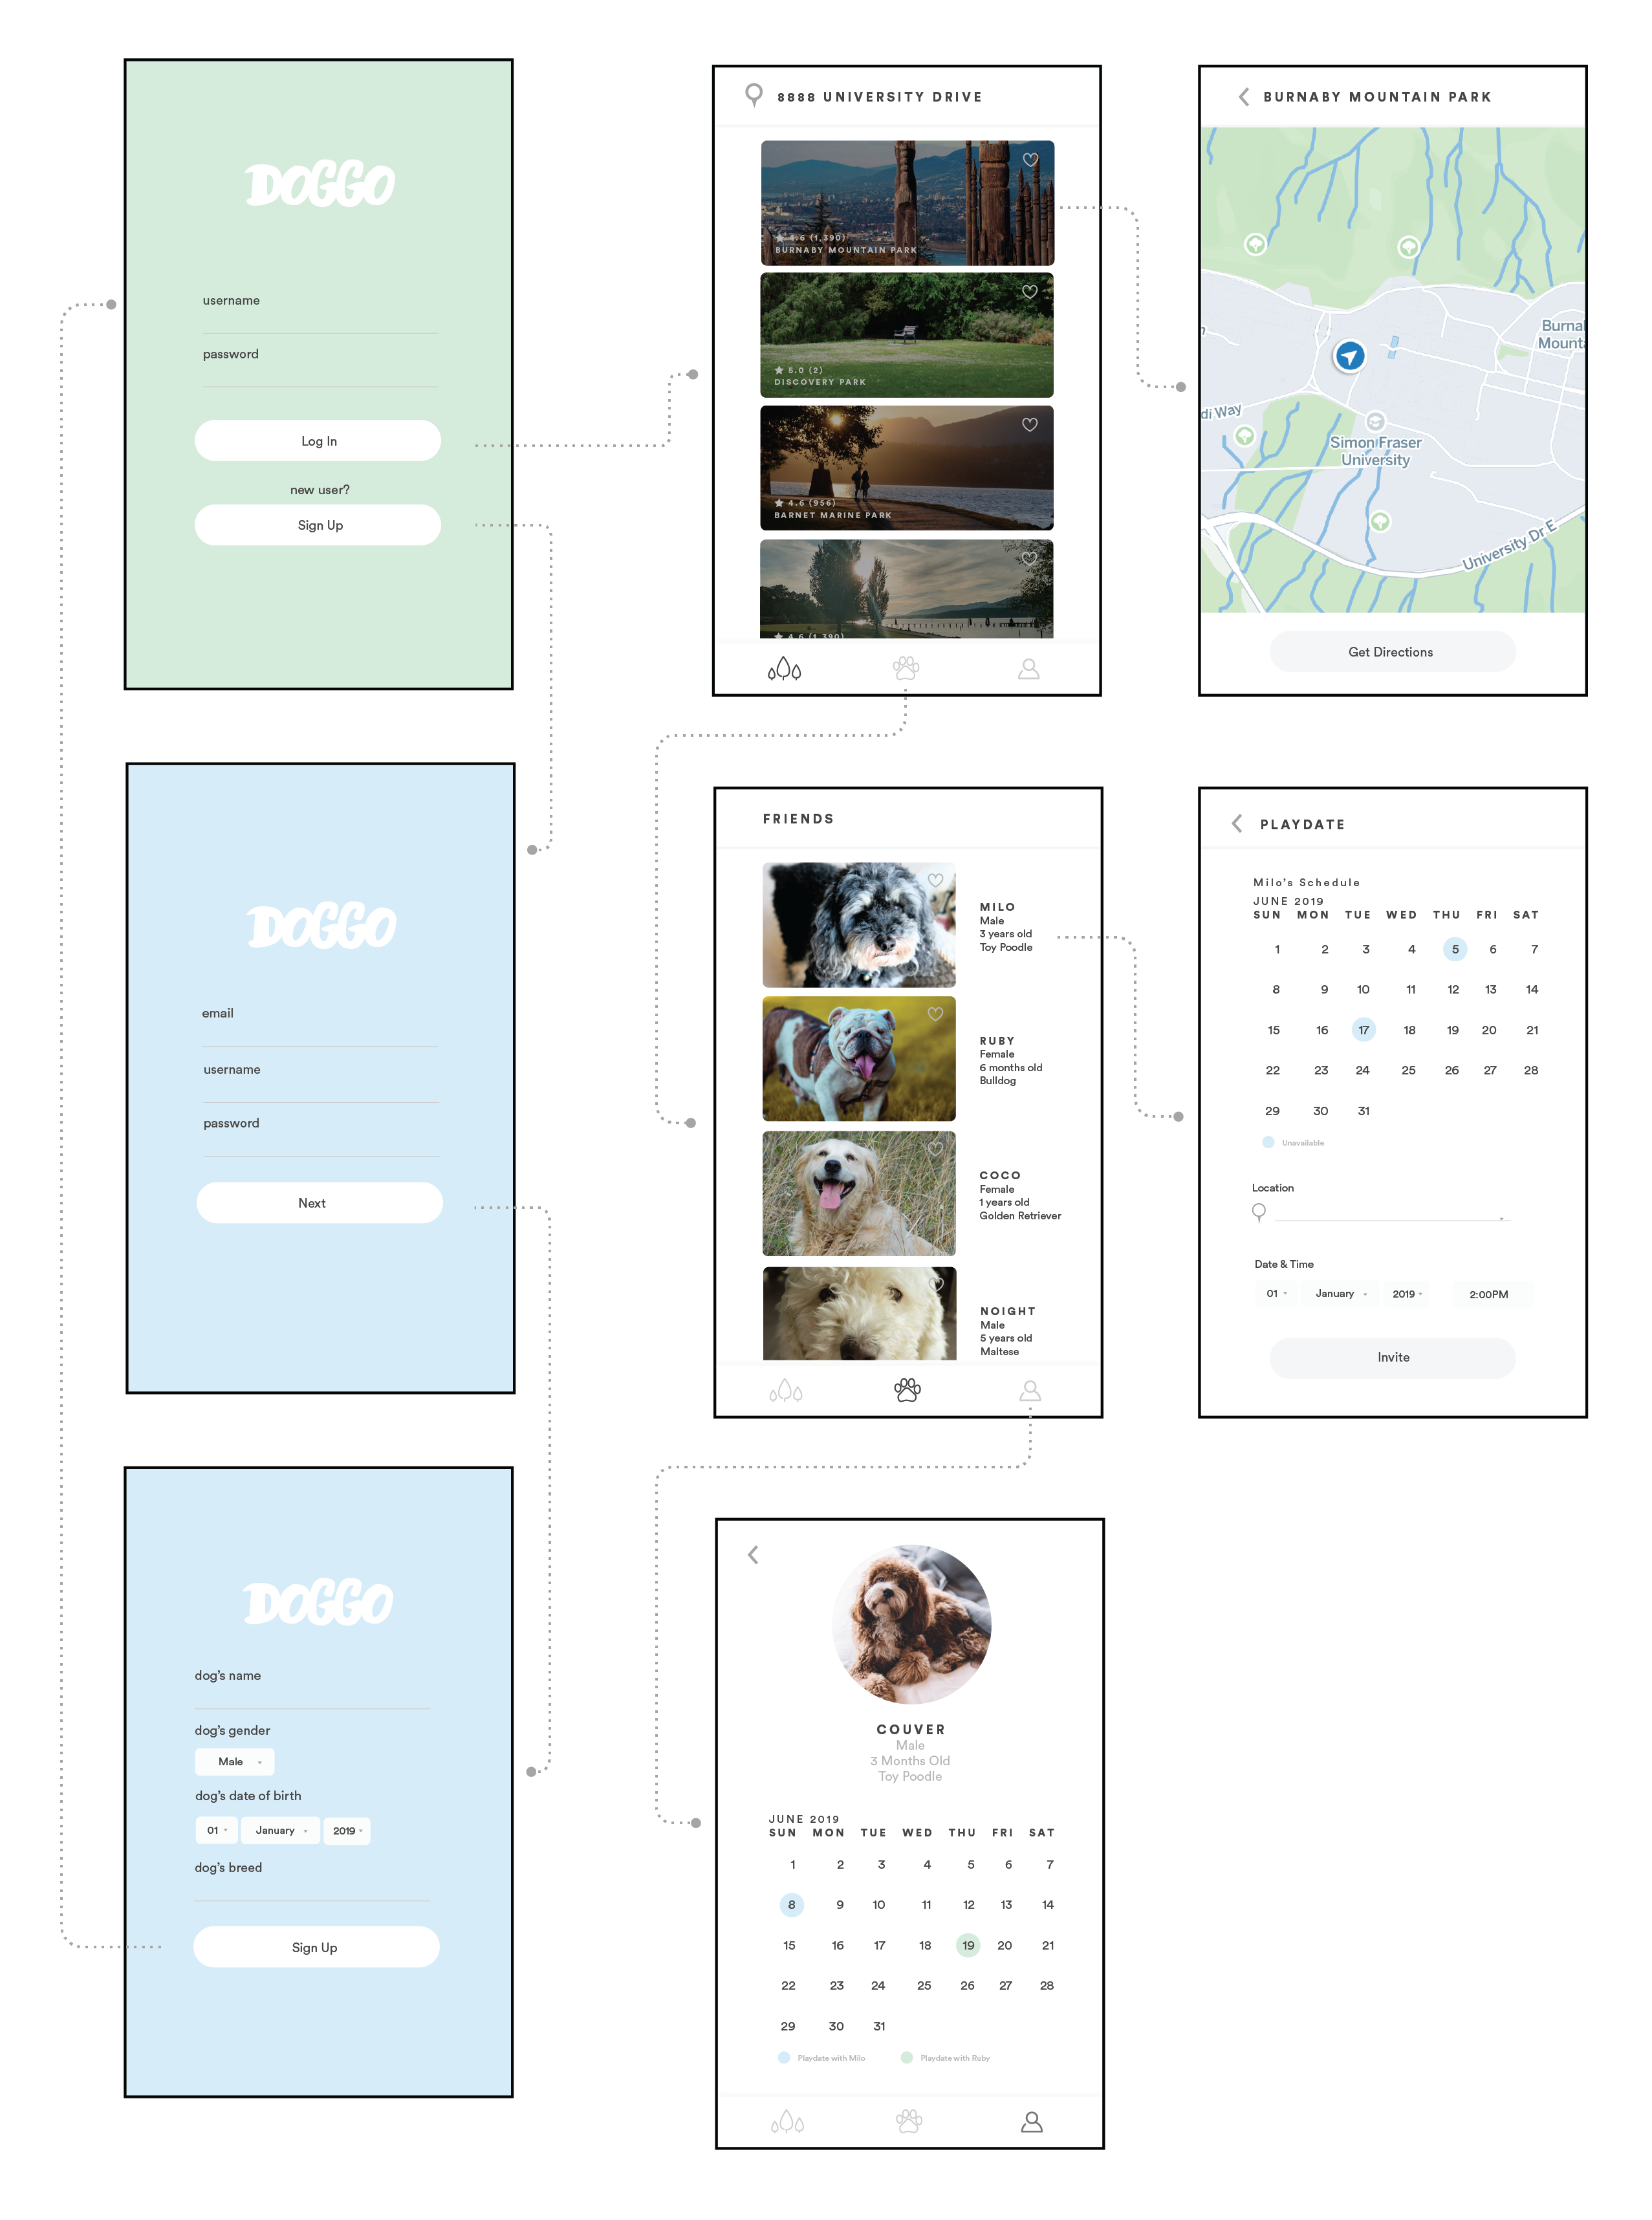 DOGGO
username
password
Log In
new user?
Sign Up
8888 UNIVERSITY DRIVE
4.6 (1,390)
BURNABY MOUNTAIN PARK
5.0 (2)
DISCOVERY PARK
4.6 (956)
BARNET MARINE PARK
4.6 (1,390)
BURNABY MOUNTAIN PARK
Burnab
Mounta
di Way
Simon Fraser
University
University Dr E
Get Directions
DOGGO
email
username
password
Next
FRIENDS
MILO
Male
3 years old
Toy Poodle
RUBY
Female
6 months old
Bulldog
COCO
Female
1 years old
Golden Retriever
NOIGHT
Male
5 years old
Maltese
PLAYDATE
Milo's Schedule
JUNE 2019
SUN MON TUE WED THU FRI SAT
1 2 3 4 5 6 7
8 9 10 11 12 13 14
15 16 17 18 19 20 21
22 23 24 25 26 27 28
29 30 31
Unavailable
Location
Date & Time
01 January 2019 2:00PM
Invite
DOGGO
dog's name
dog's gender
Male
dog's date of birth
01 January 2019
dog's breed
Sign Up
COUVER
Male
3 Months Old
Toy Poodle
JUNE 2019
SUN MON TUE WED THU FRI SAT
1 2 3 4 5 6 7
8 9 10 11 12 13 14
15 16 17 18 19 20 21
22 23 24 25 26 27 28
29 30 31
Playdate with Milo Playdate with Ruby